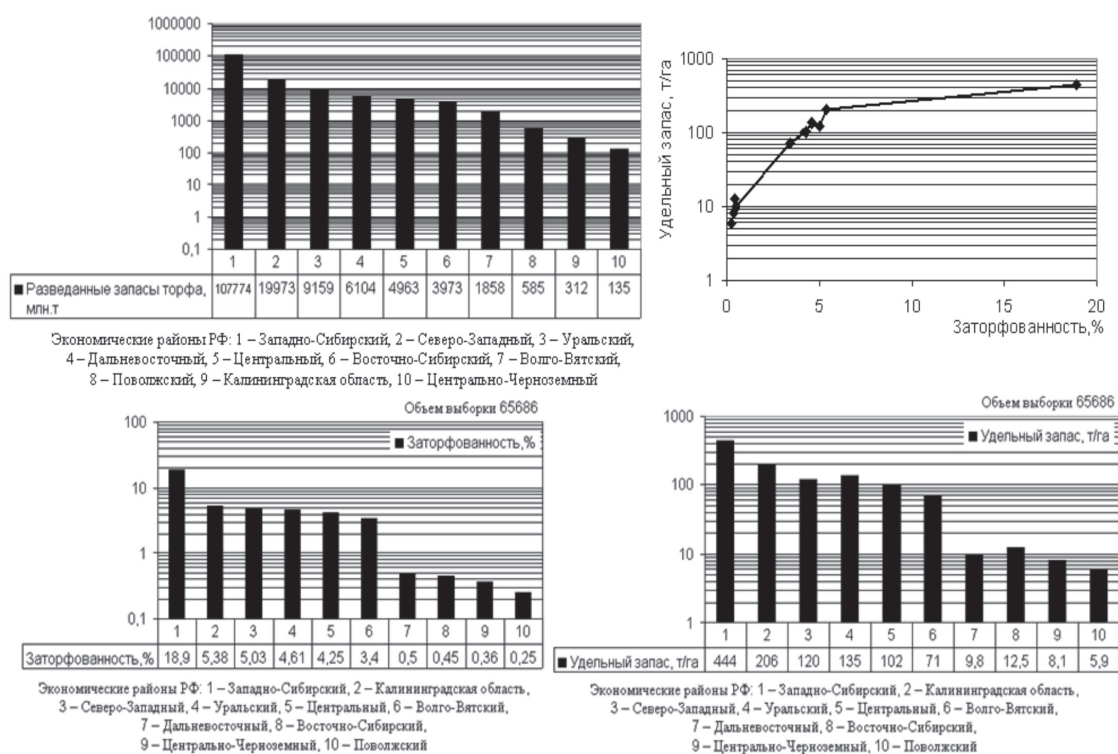 1000000
100000
10000
1000
100
10
1
0,1
1 2 3 4 5 6 7 8 9 10
Разведанные запасы торфа, млн.т 107774 19973 9159 6104 4963 3973 1858 585 312 135
Экономические районы РФ: 1 – Западно-Сибирский, 2 – Северо-Западный, 3 – Уральский,
4 – Дальневосточный, 5 – Центральный, 6 – Восточно-Сибирский, 7 – Волго-Вятский,
8 – Поволжский, 9 – Калининградская область, 10 – Центрально-Черноземный
Удельный запас, т/га
1000
100
10
1
0 5 10 15 20
Заторфованность,%
Объем выборки 65686
100
10
1
0,1
Заторфованность,%
1 2 3 4 5 6 7 8 9 10
Заторфованность,% 18,9 5,38 5,03 4,61 4,25 3,4 0,5 0,45 0,36 0,25
Экономические районы РФ: 1 – Западно-Сибирский, 2 – Калининградская область,
3 – Северо-Западный, 4 – Уральский, 5 – Центральный, 6 – Волго-Вятский,
7 – Дальневосточный, 8 – Восточно-Сибирский,
9 – Центрально-Черноземный, 10 – Поволжский
Объем выборки 65686
1000
100
10
1
Удельный запас, т/га
1 2 3 4 5 6 7 8 9 10
Удельный запас, т/га 444 206 120 135 102 71 9,8 12,5 8,1 5,9
Экономические районы РФ: 1 – Западно-Сибирский, 2 – Калининградская область,
3 – Северо-Западный, 4 – Уральский, 5 – Центральный, 6 – Волго-Вятский,
7 – Дальневосточный, 8 – Восточно-Сибирский,
9 – Центрально-Черноземный, 10 – Поволжский